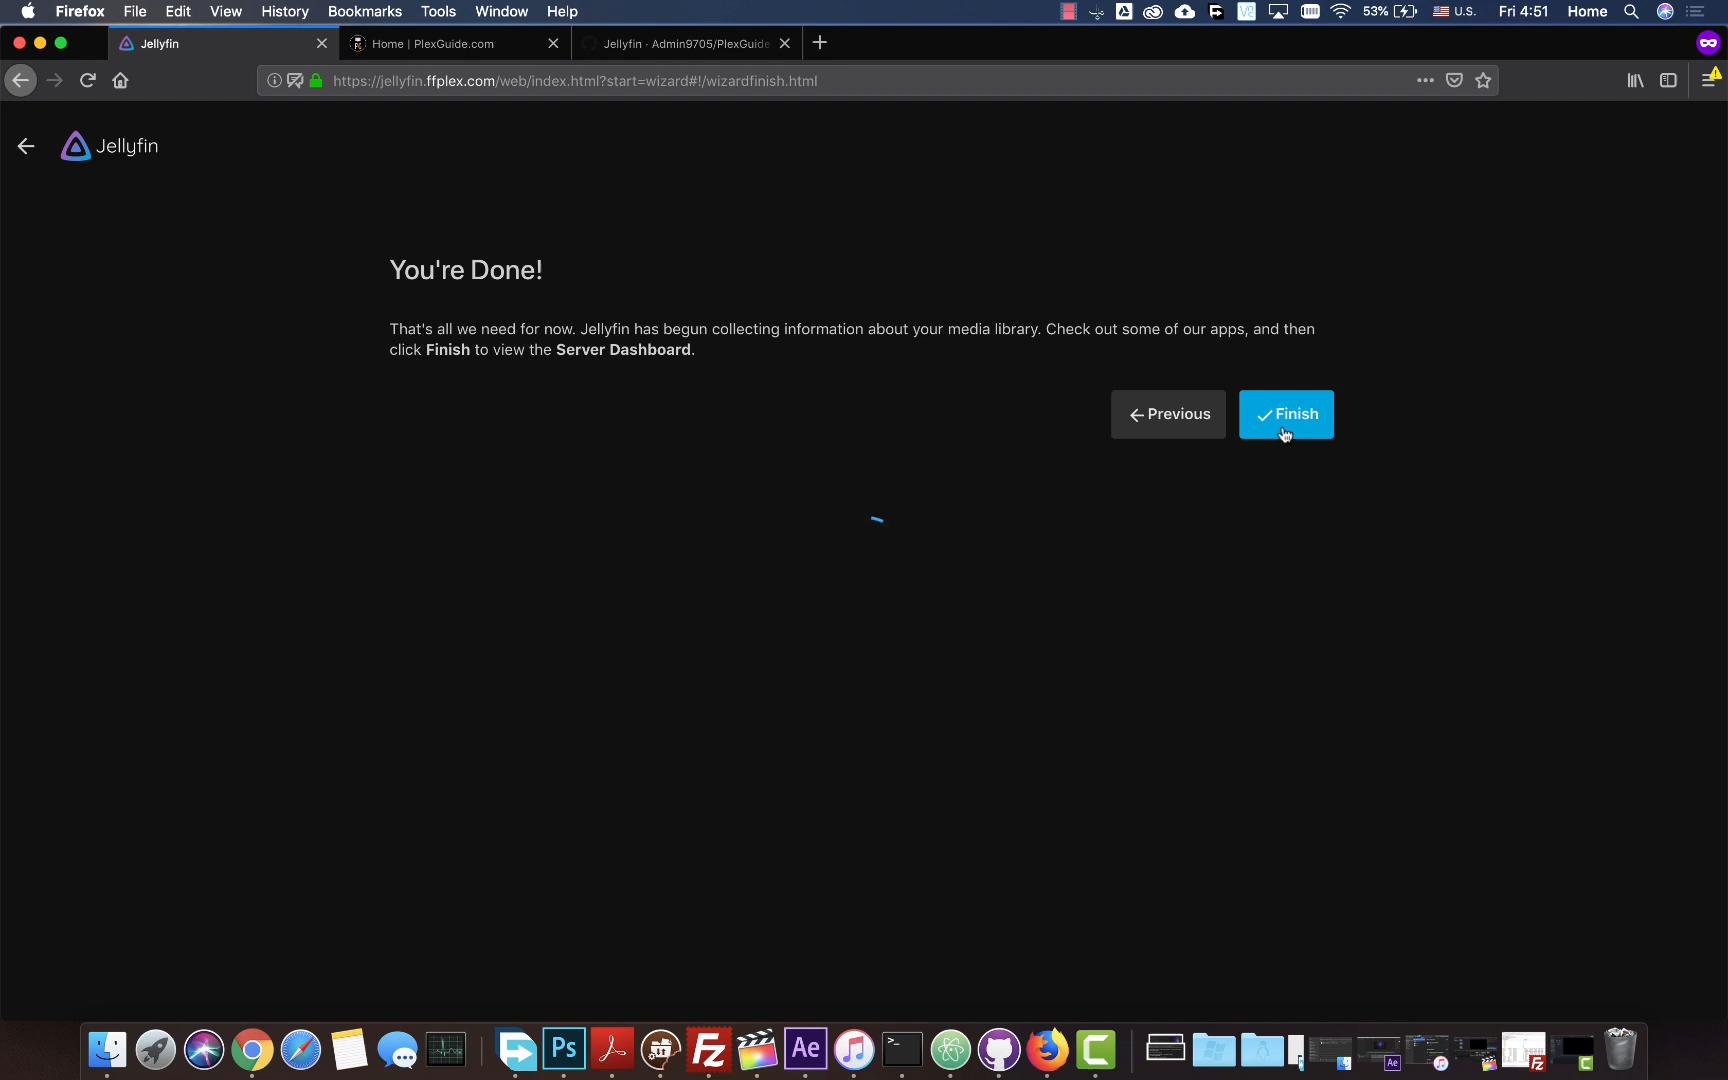 Firefox File Edit View History Bookmarks Tools Window Help 53% U.S. Fri 4:51 Home
Jellyfin Home | PlexGuide.com Jellyfin · Admin9705/PlexGuide
https://jellyfin.ffplex.com/web/index.html?start=wizard#!/wizardfinish.html
Jellyfin
You're Done!
That's all we need for now. Jellyfin has begun collecting information about your media library. Check out some of our apps, and then
click Finish to view the Server Dashboard.
Previous Finish
Ps Fz Ae >_ C Ae Fz C